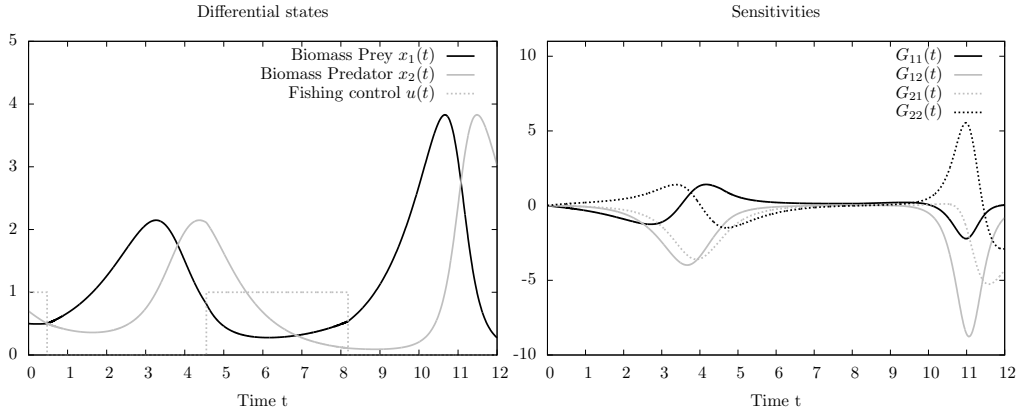 Differential states
5
4
3
2
1
0
Biomass Prey x₁(t)
Biomass Predator x₂(t)
Fishing control u(t)
0 1 2 3 4 5 6 7 8 9 10 11 12
Time t
Sensitivities
10
5
0
-5
-10
G₁₁(t)
G₁₂(t)
G₂₁(t)
G₂₂(t)
0 1 2 3 4 5 6 7 8 9 10 11 12
Time t